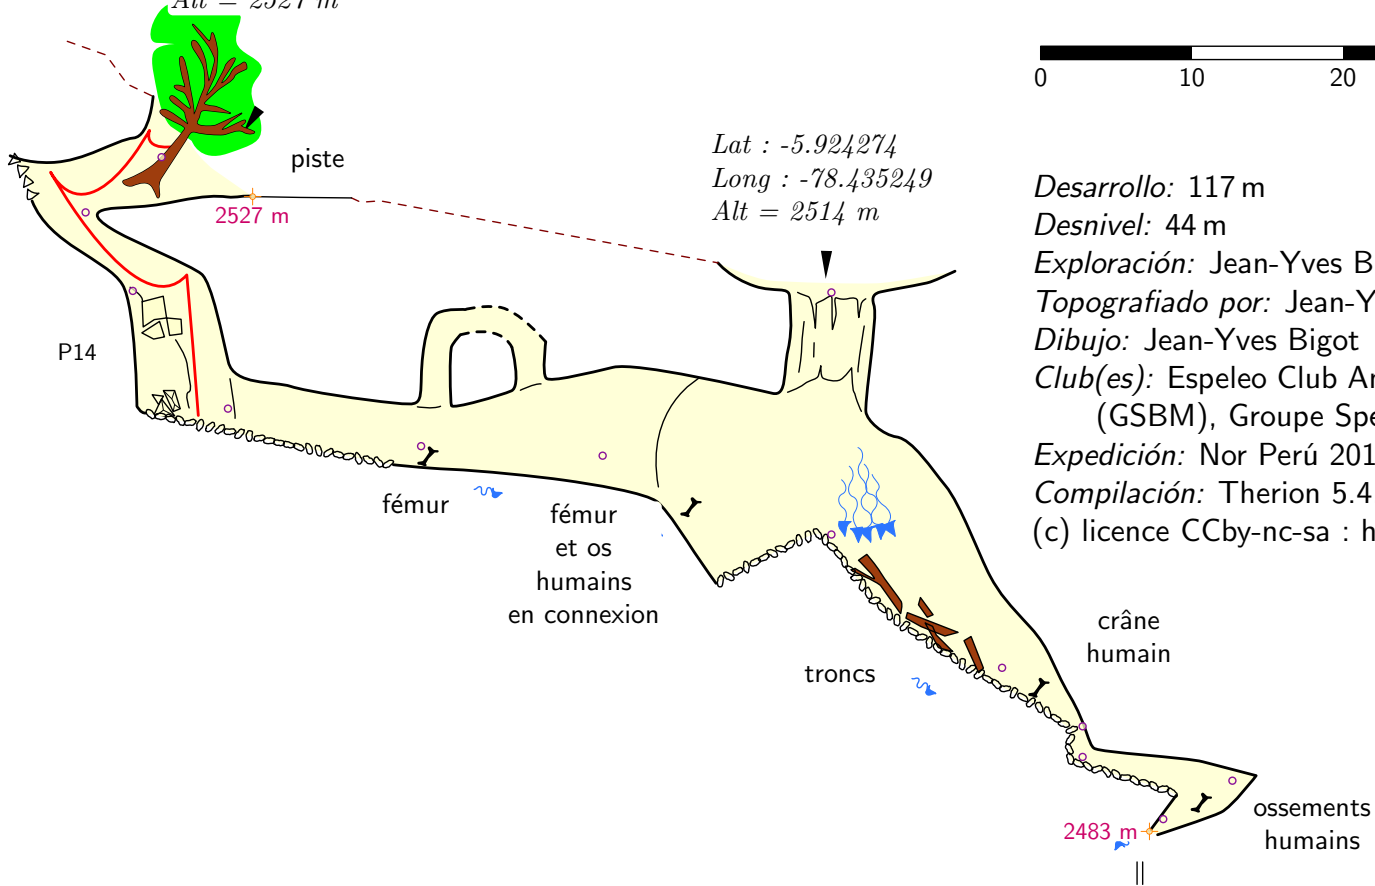 Alt = 2527 m
piste
2527 m
P14
Lat : -5.924274
Long : -78.435249
Alt = 2514 m
0 10 20
Desarrollo: 117 m
Desnivel: 44 m
Exploración: Jean-Yves B
Topografiado por: Jean-Y
Dibujo: Jean-Yves Bigot
Club(es): Espeleo Club An
(GSBM), Groupe Spe
Expedición: Nor Perú 201
Compilación: Therion 5.4
(c) licence CCby-nc-sa : h
fémur
fémur
et os
humains
en connexion
troncs
crâne
humain
2483 m
ossements
humains